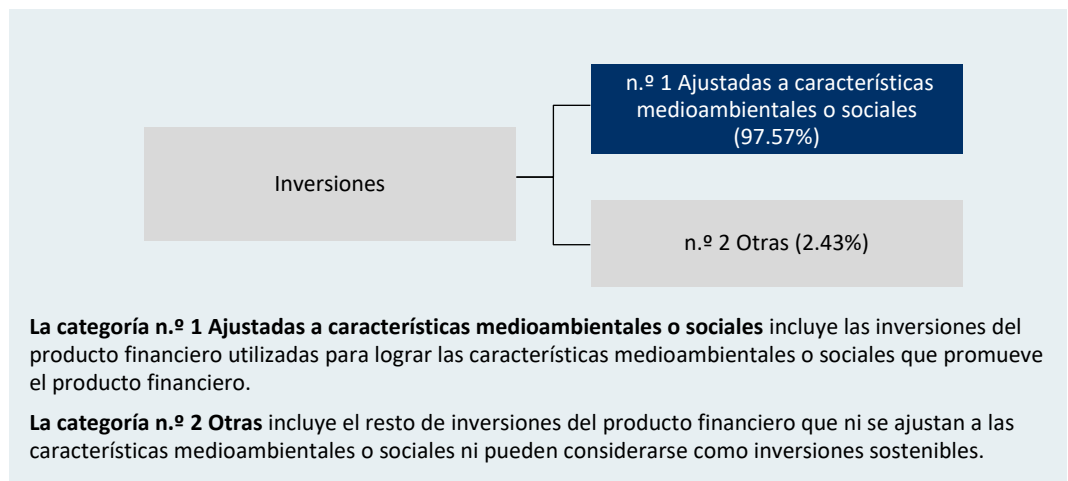 n.º 1 Ajustadas a características
medioambientales o sociales
(97.57%)
Inversiones
n.º 2 Otras (2.43%)
La categoría n.º 1 Ajustadas a características medioambientales o sociales incluye las inversiones del
producto financiero utilizadas para lograr las características medioambientales o sociales que promueve
el producto financiero.
La categoría n.º 2 Otras incluye el resto de inversiones del producto financiero que ni se ajustan a las
características medioambientales o sociales ni pueden considerarse como inversiones sostenibles.